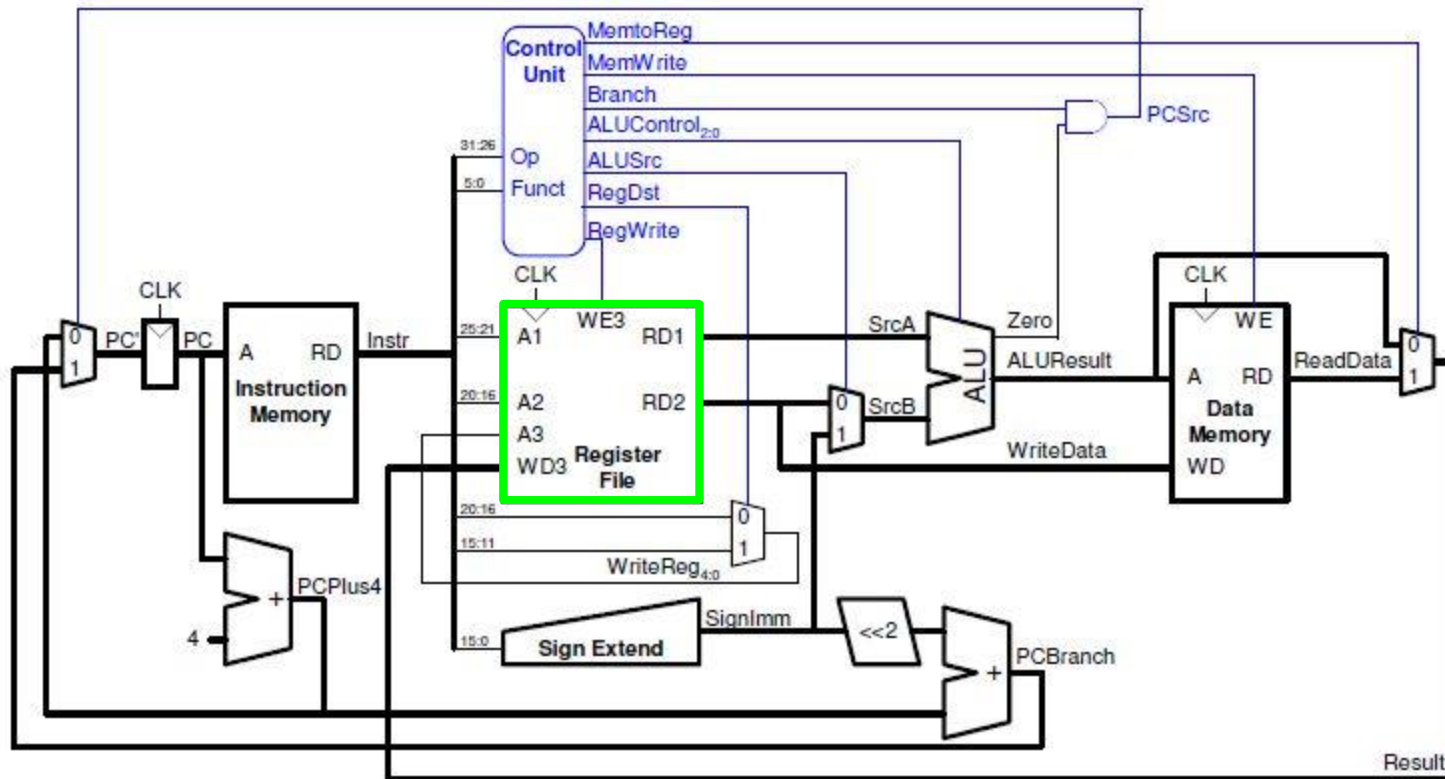 MemtoReg
Control
Unit
MemWrite
Branch
PCSrc
ALUControl2:0
31:26
Op
ALUSrc
5:0
Funct
RegDst
RegWrite
CLK
CLK
CLK
0
1
PC'
PC
A
RD
Instruction
Memory
Instr
25:21
A1
WE3
RD1
SrcA
Zero
WE
0
1
ALU
ALUResult
A
RD
ReadData
Data
Memory
20:16
A2
RD2
0
1
SrcB
A3
WD3
Register
File
WriteData
WD
20:16
0
15:11
1
WriteReg4:0
PCPlus4
+
4
SignImm
15:0
Sign Extend
<<2
+
PCBranch
Result